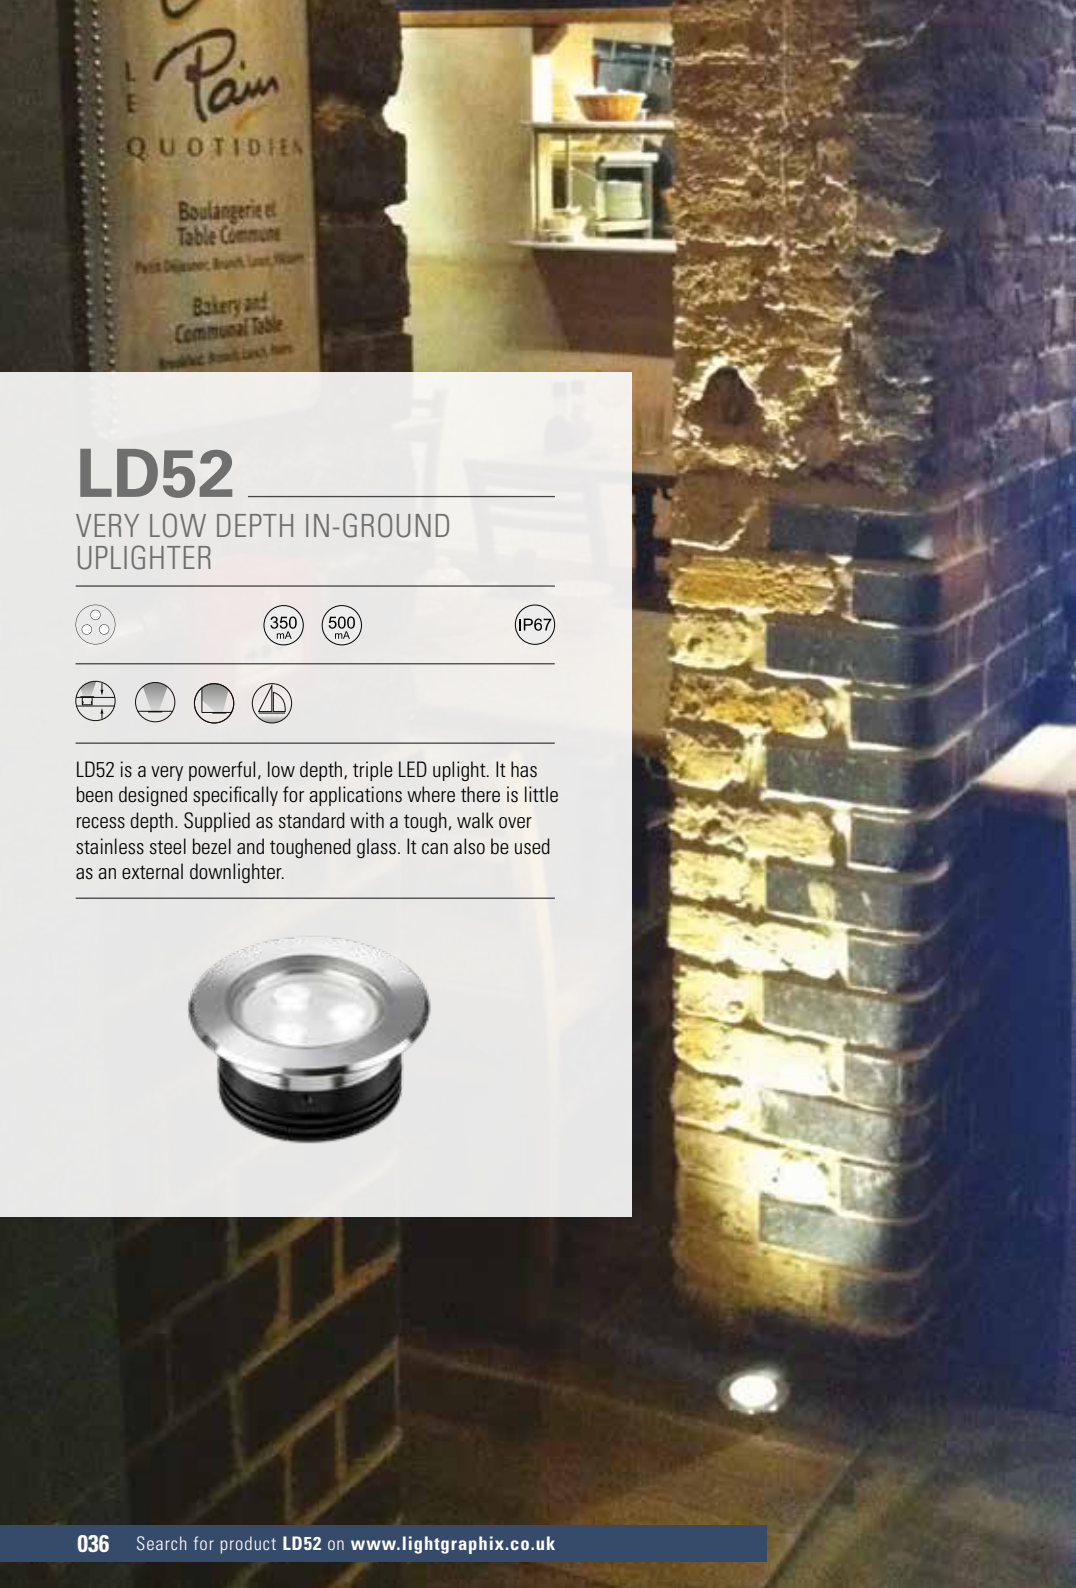 LE
Pain
QUOTIDIEN
Boulangerie et
Table Commune
Bakery and
Communal Table
LD52
VERY LOW DEPTH IN-GROUND
UPLIGHTER
350 mA 500 mA IP67
LD52 is a very powerful, low depth, triple LED uplight. It has
been designed specifically for applications where there is little
recess depth. Supplied as standard with a tough, walk over
stainless steel bezel and toughened glass. It can also be used
as an external downlighter.
036 Search for product LD52 on www.lightgraphix.co.uk